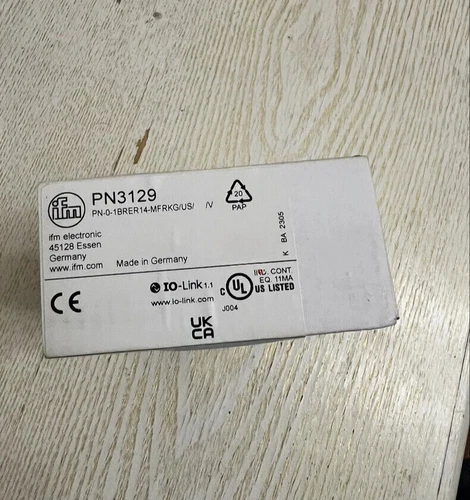 ifm
PN3129
PN-0-1BRER14-MFRKG/US/ /V
ifm electronic
45128 Essen
Germany
www.ifm.com
Made in Germany
20
PAP
K BA 2305
IO-Link 1.1
www.io-link.com
CE
C UL US LISTED
IND. CONT.
EQ. 11MA
J004
UK
CA